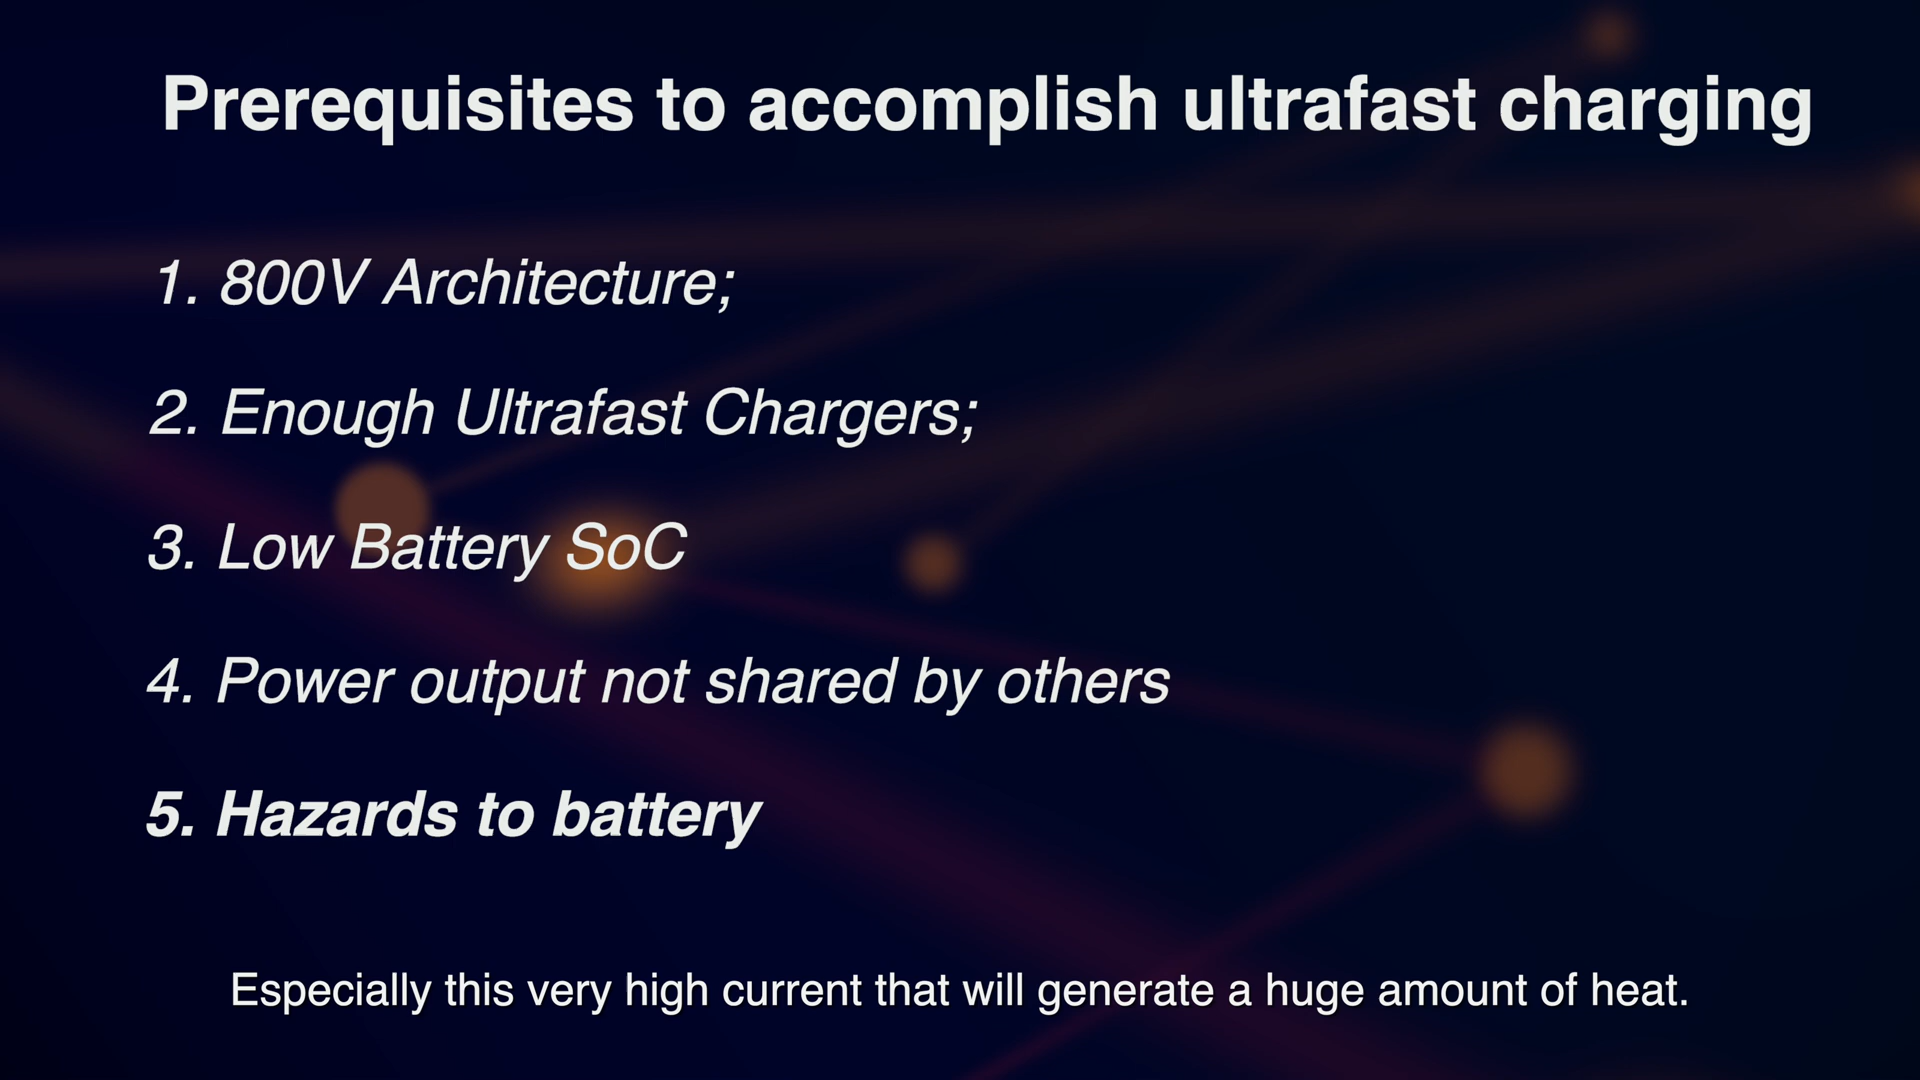 Prerequisites to accomplish ultrafast charging
1. 800V Architecture;
2. Enough Ultrafast Chargers;
3. Low Battery SoC
4. Power output not shared by others
5. Hazards to battery
Especially this very high current that will generate a huge amount of heat.